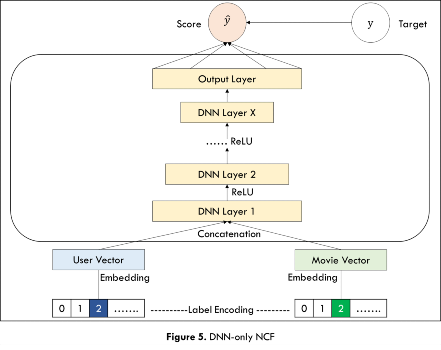 Score ŷ y Target
Output Layer
DNN Layer X
...... ReLU
DNN Layer 2
ReLU
DNN Layer 1
Concatenation
User Vector Movie Vector
Embedding Embedding
0 1 2 ....... ----------Label Encoding---------- 0 1 2 .......
Figure 5. DNN-only NCF